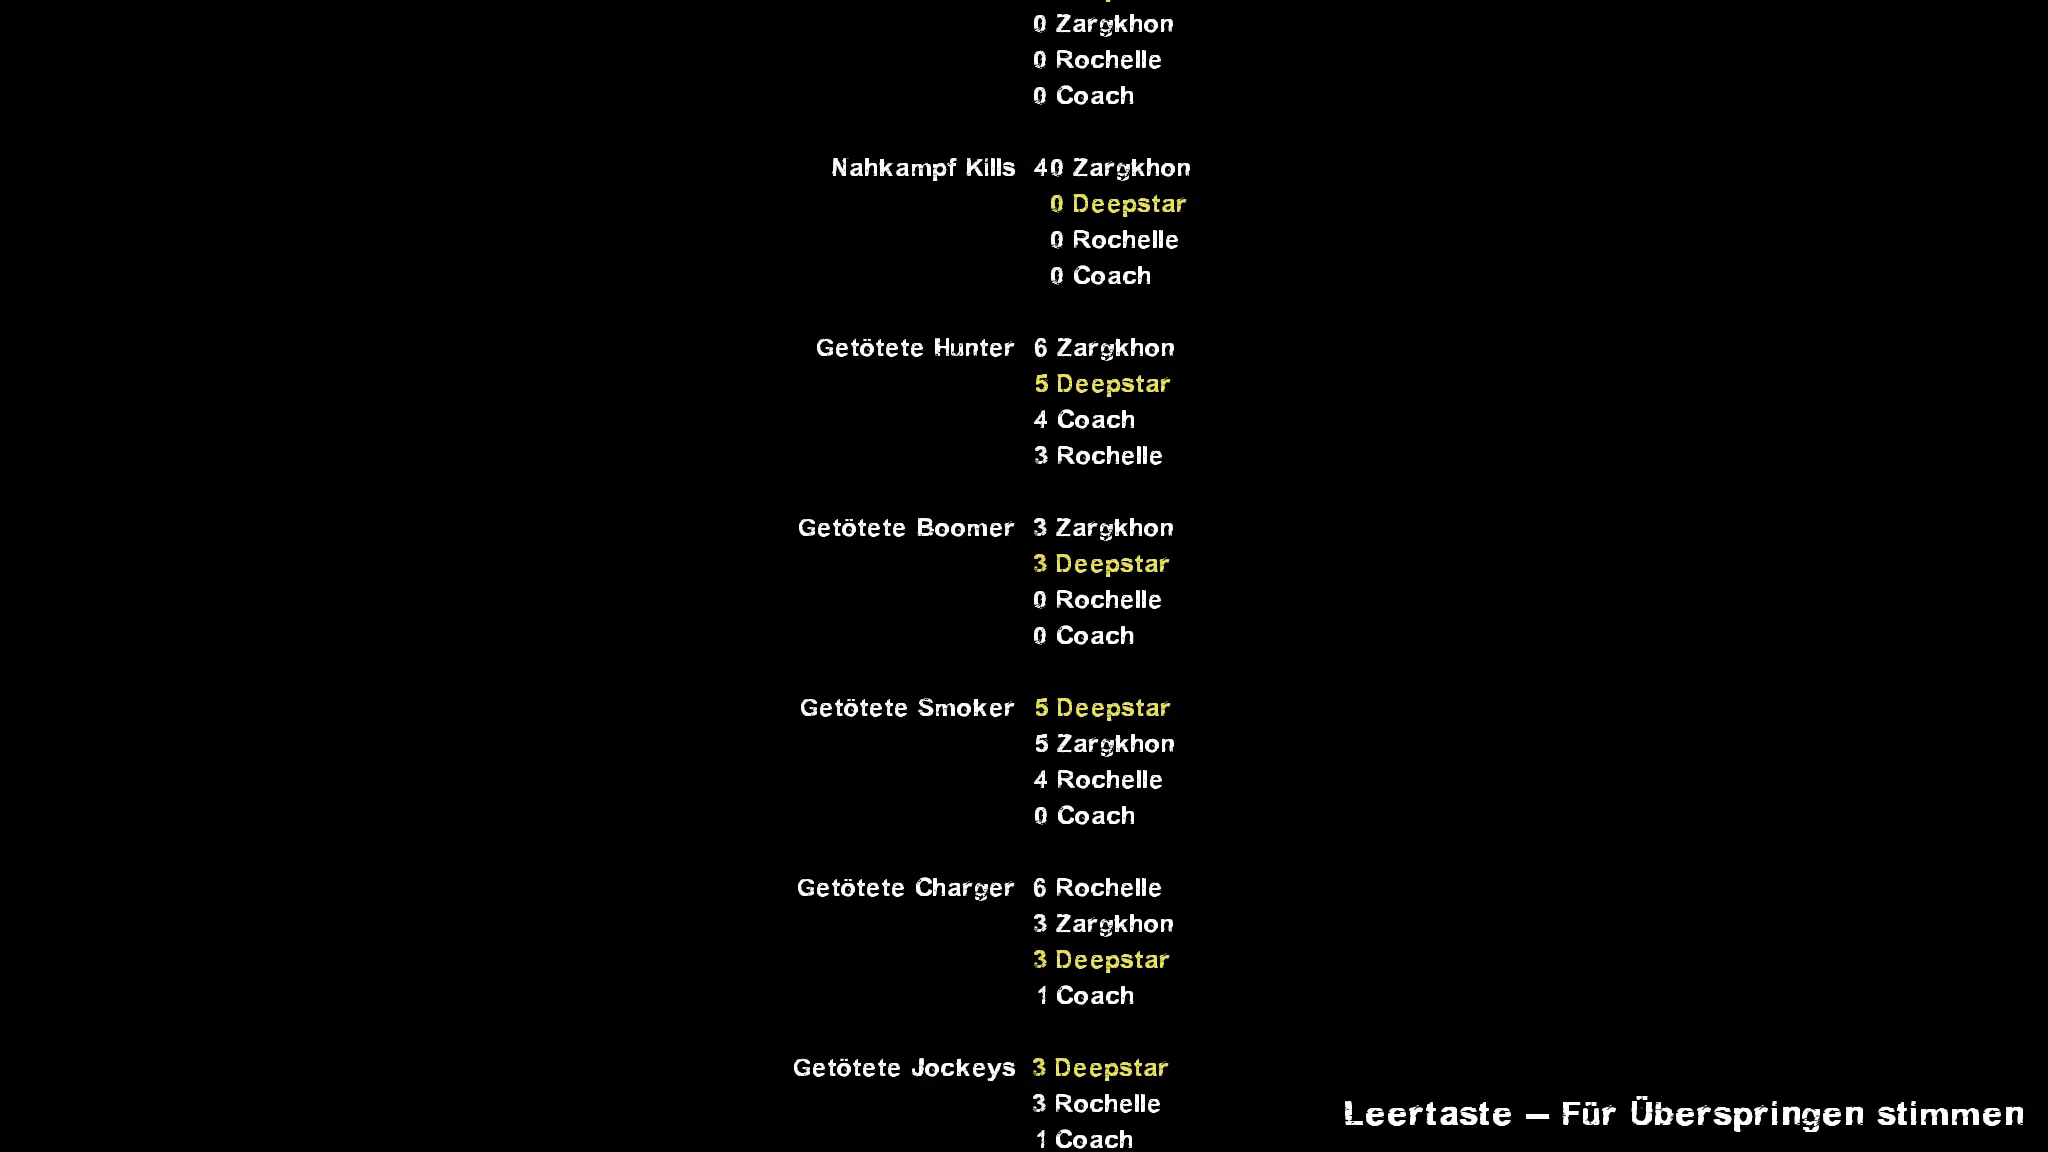 0 Zargkhon
0 Rochelle
0 Coach
Nahkampf Kills 40 Zargkhon
0 Deepstar
0 Rochelle
0 Coach
Getötete Hunter 6 Zargkhon
5 Deepstar
4 Coach
3 Rochelle
Getötete Boomer 3 Zargkhon
3 Deepstar
0 Rochelle
0 Coach
Getötete Smoker 5 Deepstar
5 Zargkhon
4 Rochelle
0 Coach
Getötete Charger 6 Rochelle
3 Zargkhon
3 Deepstar
1 Coach
Getötete Jockeys 3 Deepstar
3 Rochelle
1 Coach
Leertaste – Für Überspringen stimmen